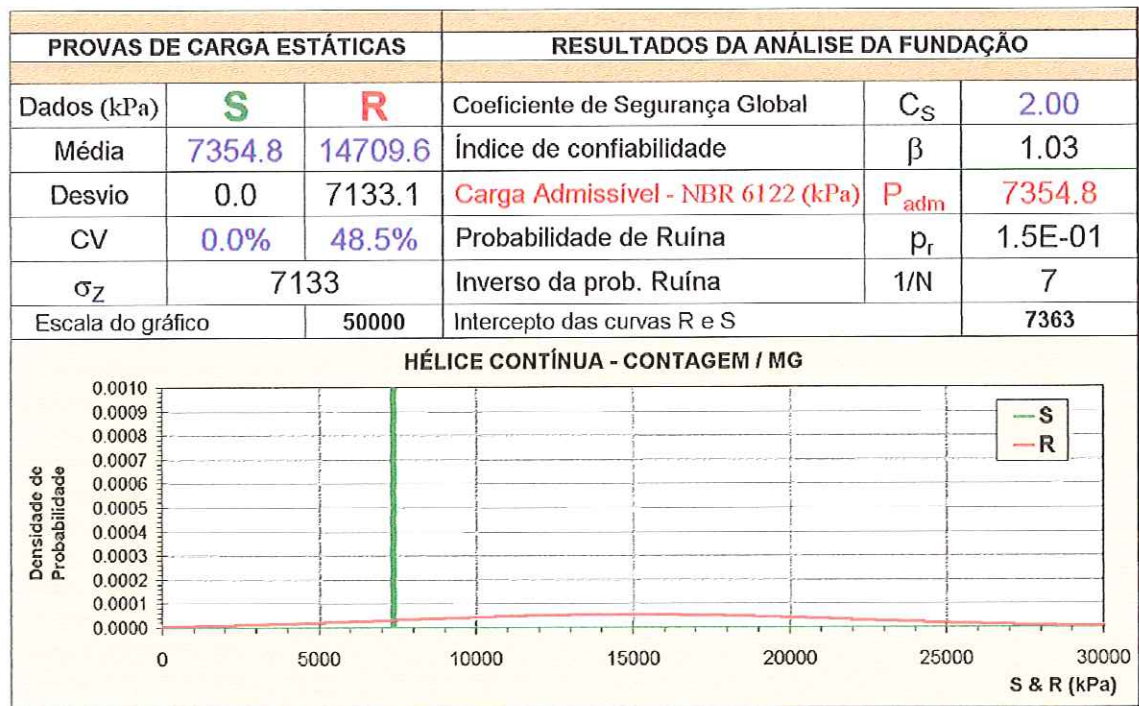 PROVAS DE CARGA ESTÁTICAS RESULTADOS DA ANÁLISE DA FUNDAÇÃO
Dados (kPa) S R Coeficiente de Segurança Global C_S 2.00
Média 7354.8 14709.6 Índice de confiabilidade β 1.03
Desvio 0.0 7133.1 Carga Admissível - NBR 6122 (kPa) P_adm 7354.8
CV 0.0% 48.5% Probabilidade de Ruína p_r 1.5E-01
σ_Z 7133 Inverso da prob. Ruína 1/N 7
Escala do gráfico 50000 Intercepto das curvas R e S 7363
HÉLICE CONTÍNUA - CONTAGEM / MG
Densidade de
Probabilidade
0.0010
0.0009
0.0008
0.0007
0.0006
0.0005
0.0004
0.0003
0.0002
0.0001
0.0000
S
R
0 5000 10000 15000 20000 25000 30000
S & R (kPa)